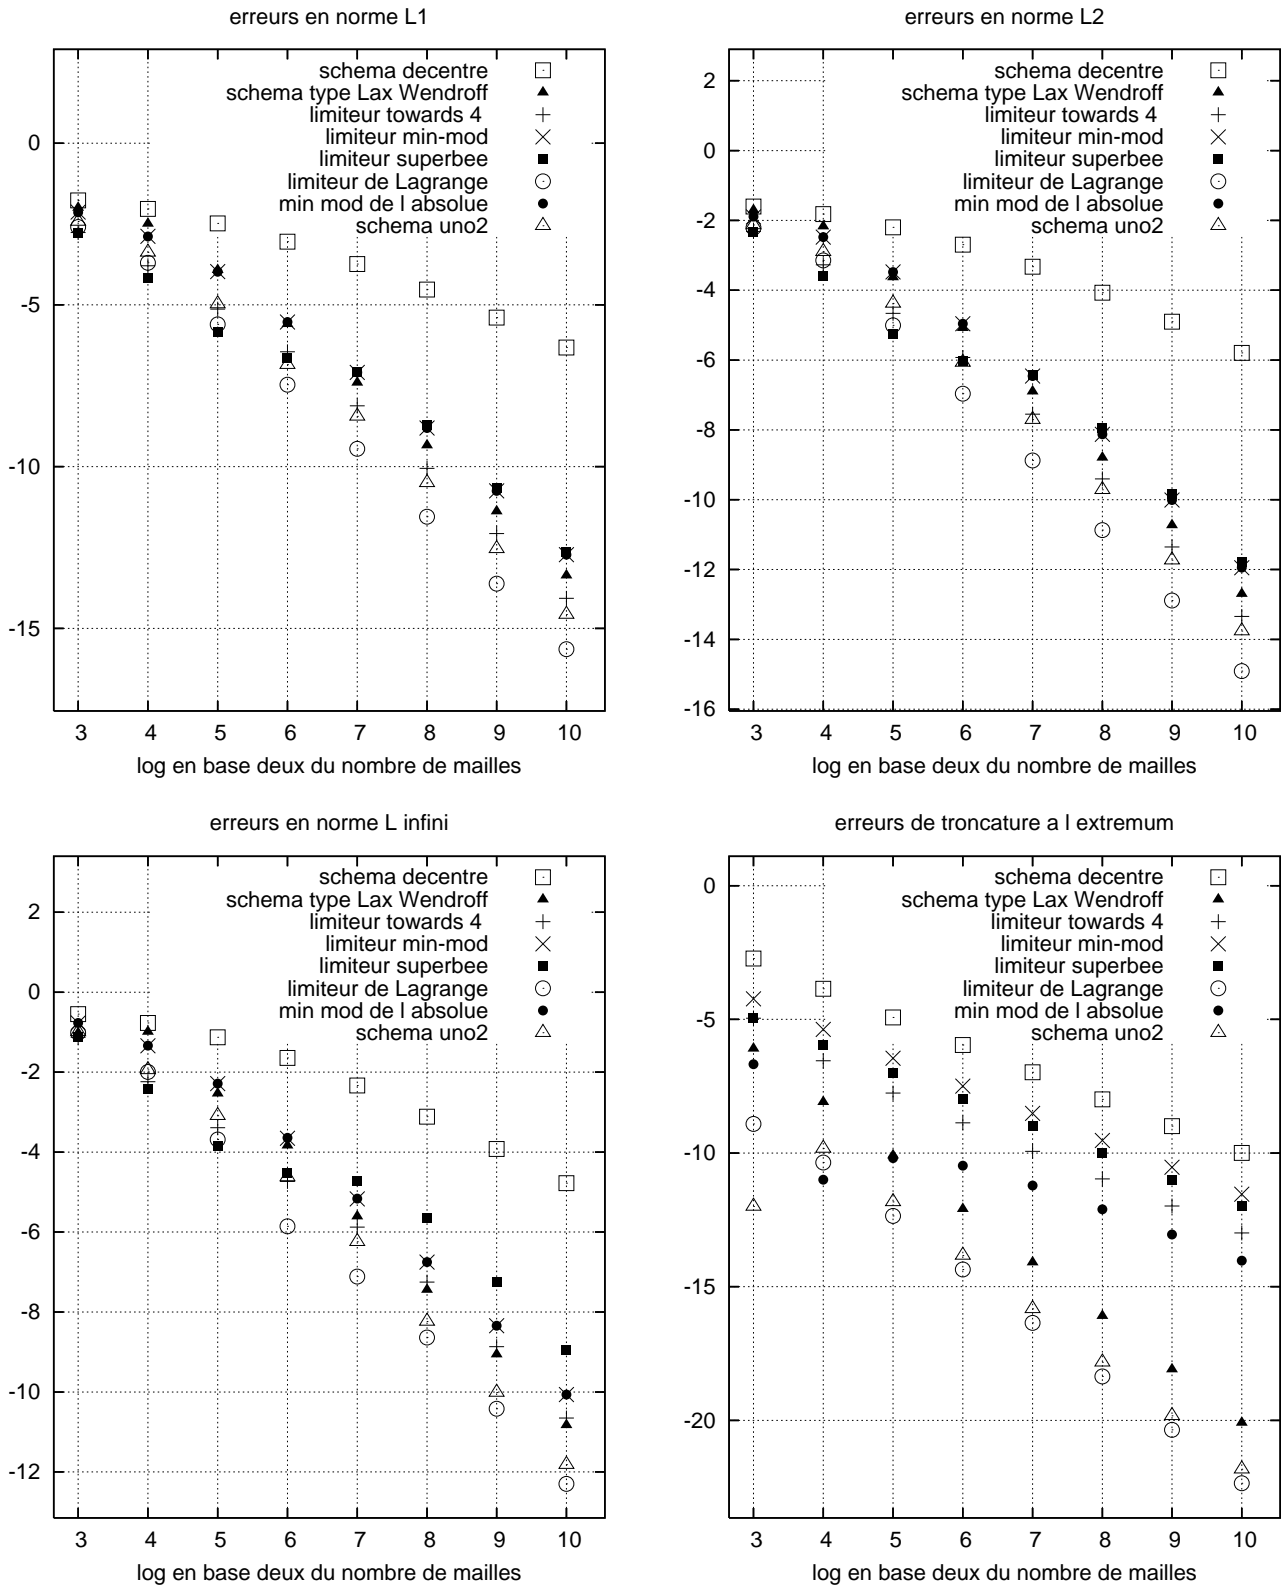 erreurs en norme L1
schema decentre
schema type Lax Wendroff
limiteur towards 4
limiteur min-mod
limiteur superbee
limiteur de Lagrange
min mod de l absolue
schema uno2
0
-5
-10
-15
3 4 5 6 7 8 9 10
log en base deux du nombre de mailles
erreurs en norme L2
schema decentre
schema type Lax Wendroff
limiteur towards 4
limiteur min-mod
limiteur superbee
limiteur de Lagrange
min mod de l absolue
schema uno2
2
0
-2
-4
-6
-8
-10
-12
-14
-16
3 4 5 6 7 8 9 10
log en base deux du nombre de mailles
erreurs en norme L infini
schema decentre
schema type Lax Wendroff
limiteur towards 4
limiteur min-mod
limiteur superbee
limiteur de Lagrange
min mod de l absolue
schema uno2
2
0
-2
-4
-6
-8
-10
-12
3 4 5 6 7 8 9 10
log en base deux du nombre de mailles
erreurs de troncature a l extremum
schema decentre
schema type Lax Wendroff
limiteur towards 4
limiteur min-mod
limiteur superbee
limiteur de Lagrange
min mod de l absolue
schema uno2
0
-5
-10
-15
-20
3 4 5 6 7 8 9 10
log en base deux du nombre de mailles